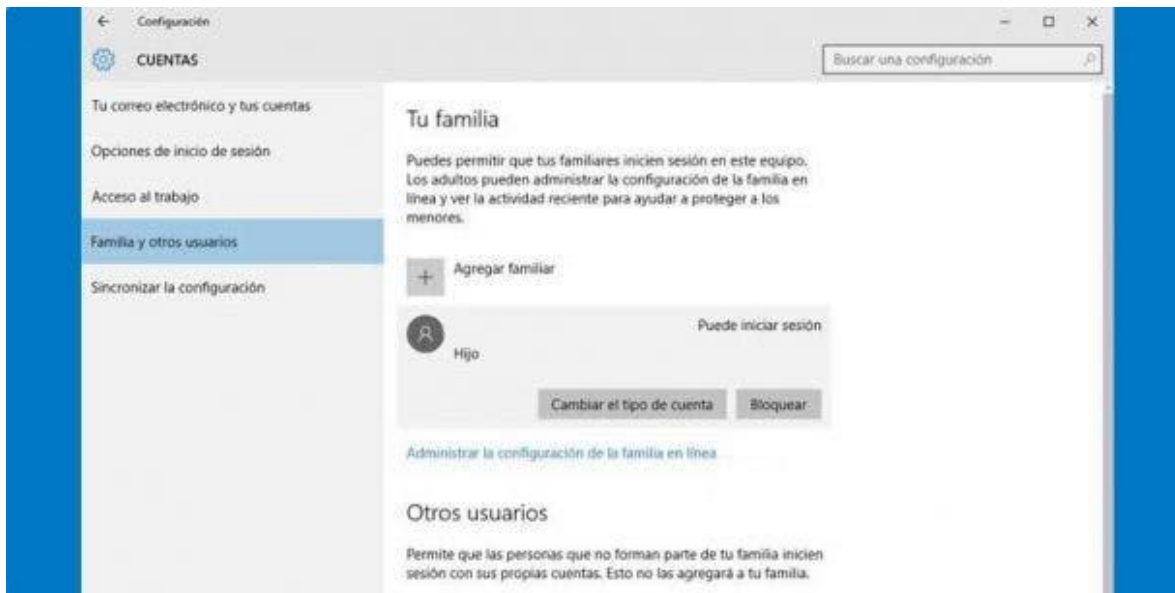 Configuración
CUENTAS
Buscar una configuración
Tu correo electrónico y tus cuentas
Opciones de inicio de sesión
Acceso al trabajo
Familia y otros usuarios
Sincronizar la configuración
Tu familia
Puedes permitir que tus familiares inicien sesión en este equipo.
Los adultos pueden administrar la configuración de la familia en
línea y ver la actividad reciente para ayudar a proteger a los
menores.
Agregar familiar
Puede iniciar sesión
Hijo
Cambiar el tipo de cuenta
Bloquear
Administrar la configuración de la familia en línea
Otros usuarios
Permite que las personas que no forman parte de tu familia inicien
sesión con sus propias cuentas. Esto no las agregará a tu familia.